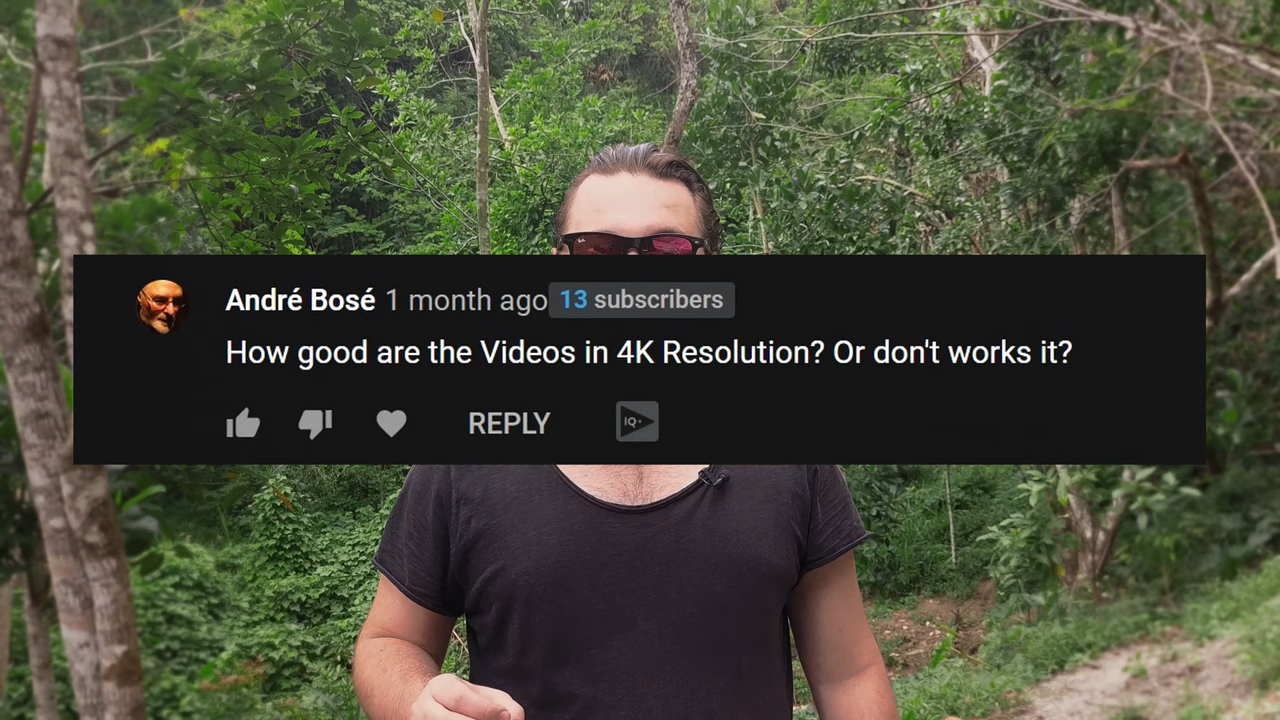 André Bosé 1 month ago 13 subscribers
How good are the Videos in 4K Resolution? Or don't works it?
REPLY IQ+